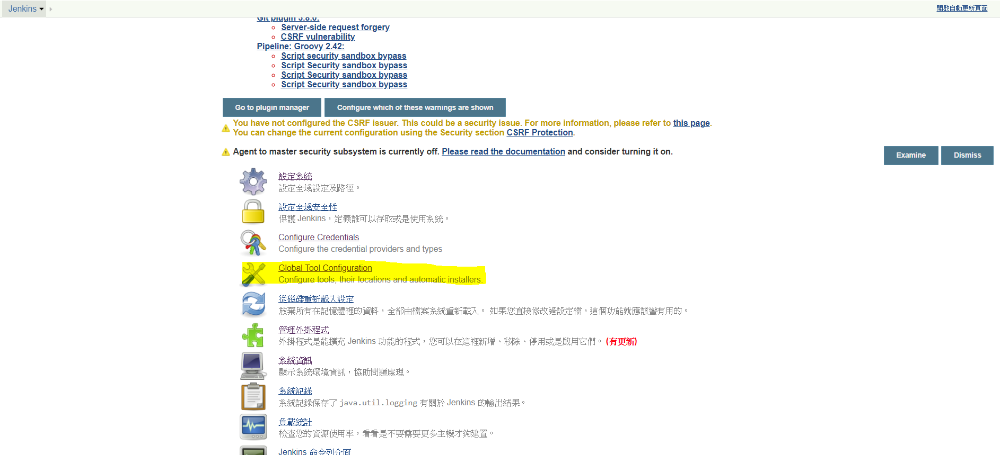 Jenkins
開啟自動更新頁面
Git plugin 3.8.0:
Server-side request forgery
CSRF vulnerability
Pipeline: Groovy 2.42:
Script security sandbox bypass
Script Security sandbox bypass
Script Security sandbox bypass
Script Security sandbox bypass
Go to plugin manager
Configure which of these warnings are shown
You have not configured the CSRF issuer. This could be a security issue. For more information, please refer to this page.
You can change the current configuration using the Security section CSRF Protection.
Agent to master security subsystem is currently off. Please read the documentation and consider turning it on.
Examine
Dismiss
設定系統
設定全域設定及路徑。
設定全域安全性
保護 Jenkins，定義誰可以存取或是使用系統。
Configure Credentials
Configure the credential providers and types
Global Tool Configuration
Configure tools, their locations and automatic installers.
從磁碟重新載入設定
放棄所有在記憶體裡的資料，全部由檔案系統重新載入。 如果您直接修改過設定檔，這個功能就應該蠻有用的。
管理外掛程式
外掛程式是能擴充 Jenkins 功能的程式，您可以在這裡新增、移除、停用或是啟用它們。 (有更新)
系統資訊
顯示系統環境資訊，協助問題處理。
系統記錄
系統記錄保存了 java.util.logging 有關於 Jenkins 的輸出結果。
負載統計
檢查您的資源使用率，看看是不要需要更多主機才夠建置。
Jenkins 命令列介面